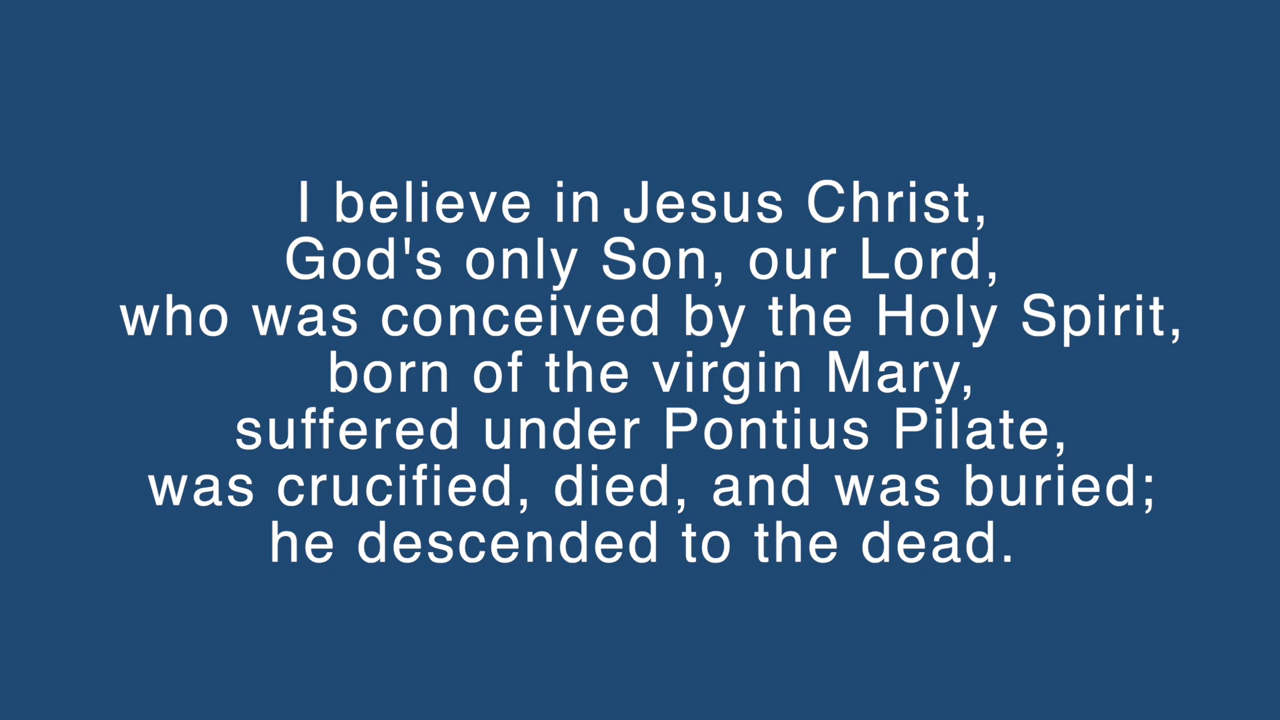 I believe in Jesus Christ,
God's only Son, our Lord,
who was conceived by the Holy Spirit,
born of the virgin Mary,
suffered under Pontius Pilate,
was crucified, died, and was buried;
he descended to the dead.